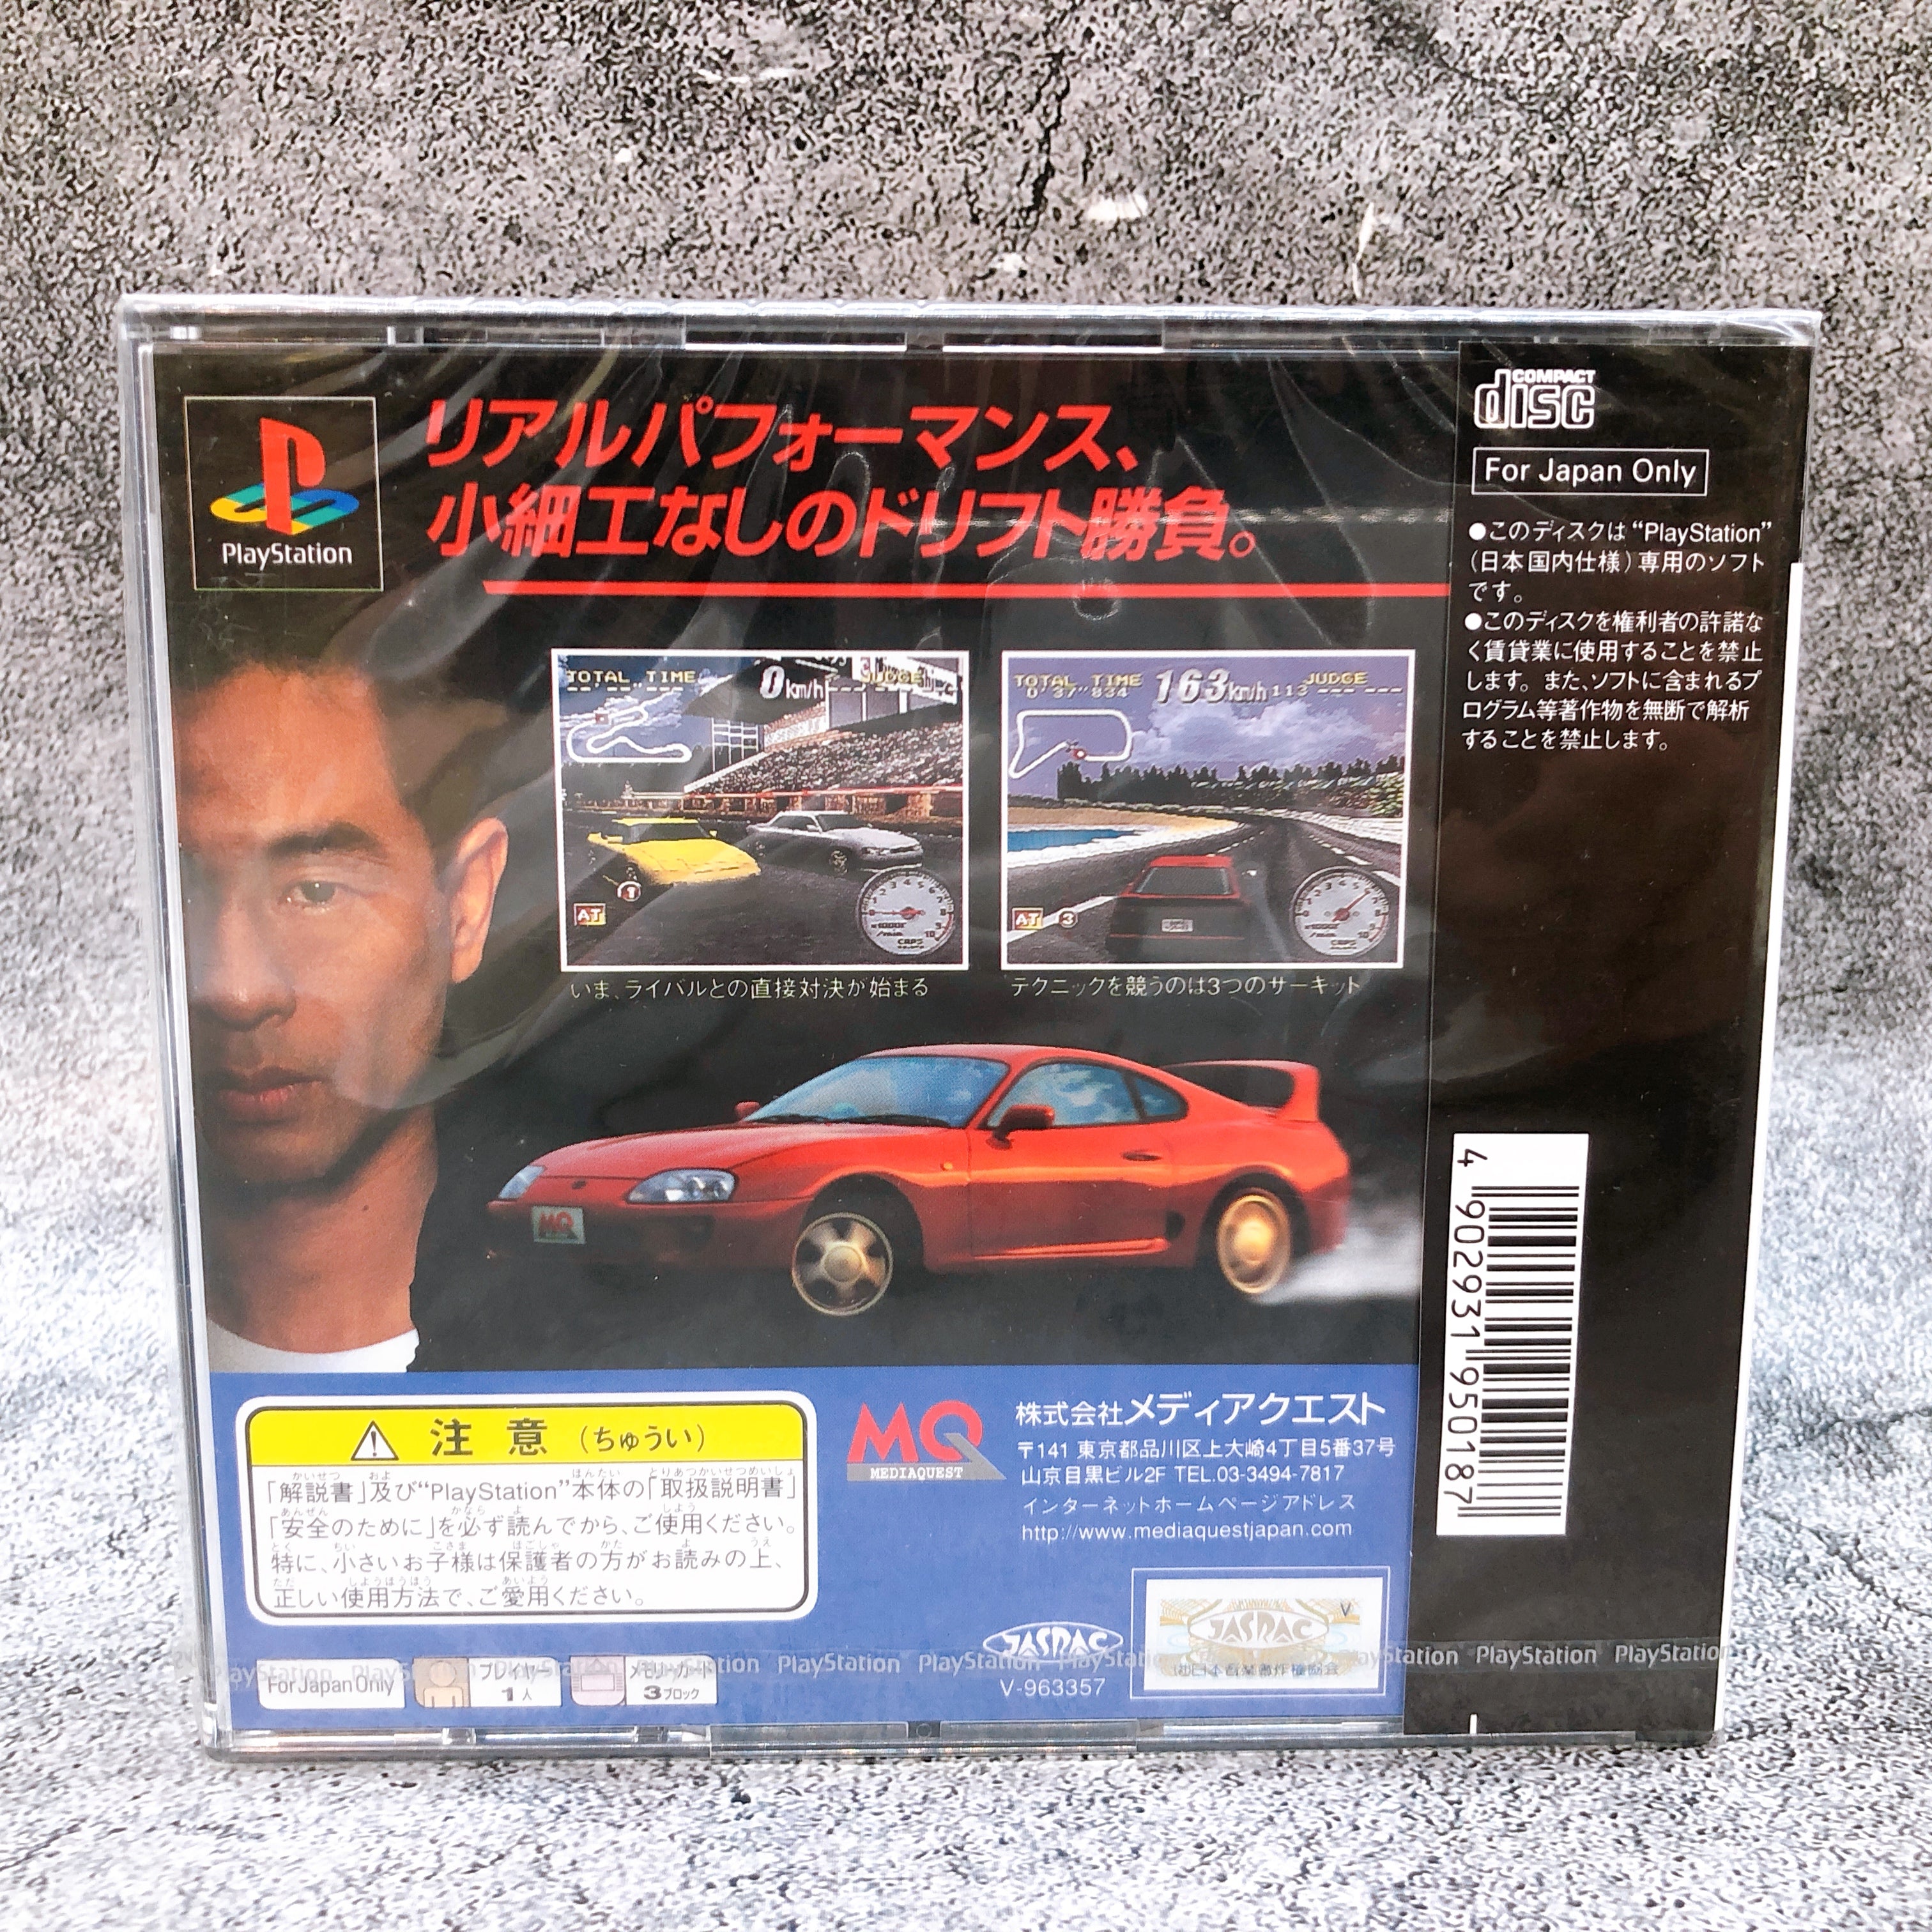 PlayStation
リアルパフォーマンス、
小細工なしのドリフト勝負。
TOTAL TIME
0km/h
JUDGE
AT
1
TOTAL TIME
0'37"834
163km/h
113
JUDGE
AT
3
いま、ライバルとの直接対決が始まる
テクニックを競うのは3つのサーキット
MQ
COMPACT
disc
For Japan Only
●このディスクは“PlayStation”
(日本国内仕様)専用のソフト
です。
●このディスクを権利者の許諾な
く賃貸業に使用することを禁止
します。また、ソフトに含まれるプ
ログラム等著作物を無断で解析
することを禁止します。
4 902931 950187
注意(ちゅうい)
「解説書」及び“PlayStation”本体の「取扱説明書」
「安全のために」を必ず読んでから、ご使用ください。
特に、小さいお子様は保護者の方がお読みの上、
正しい使用方法で、ご愛用ください。
MQ
MEDIAQUEST
株式会社メディアクエスト
〒141 東京都品川区上大崎4丁目5番37号
山京目黒ビル2F TEL.03-3494-7817
インターネットホームページアドレス
http://www.mediaquestjapan.com
For Japan Only
プレイヤー
1人
メモリーカード
3ブロック
JASRAC
V-963357
JASRAC
V
PlayStation PlayStation PlayStation PlayStation PlayStation